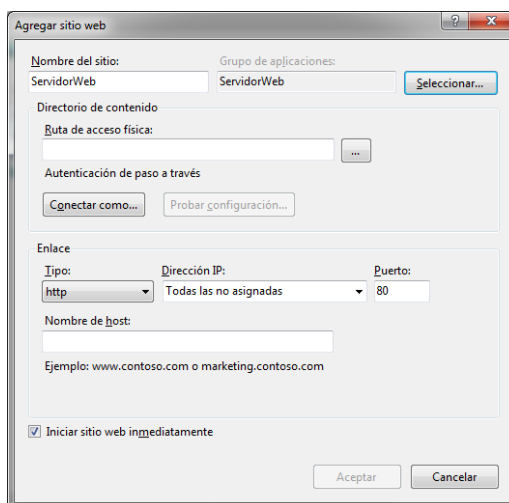 Agregar sitio web
Nombre del sitio: Grupo de aplicaciones:
ServidorWeb ServidorWeb Seleccionar...
Directorio de contenido
Ruta de acceso física:
...
Autenticación de paso a través
Conectar como... Probar configuración...
Enlace
Tipo: Dirección IP: Puerto:
http Todas las no asignadas 80
Nombre de host:
Ejemplo: www.contoso.com o marketing.contoso.com
Iniciar sitio web inmediatamente
Aceptar Cancelar